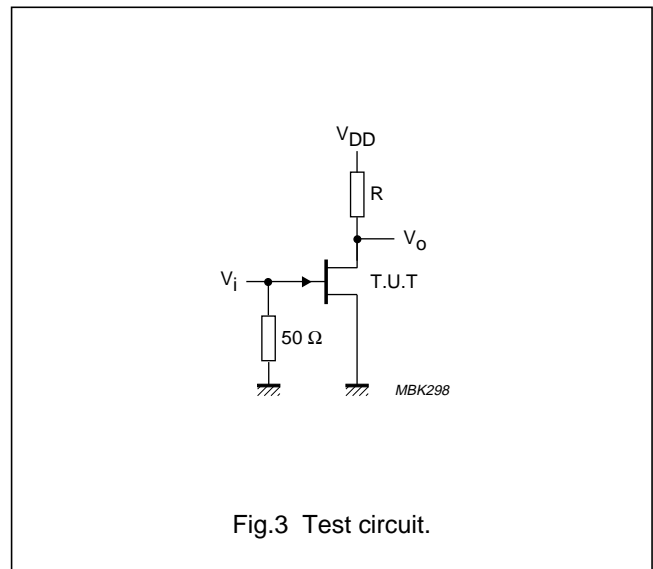 VDD
R
Vo
Vi
T.U.T
50 Ω
MBK298
Fig.3 Test circuit.